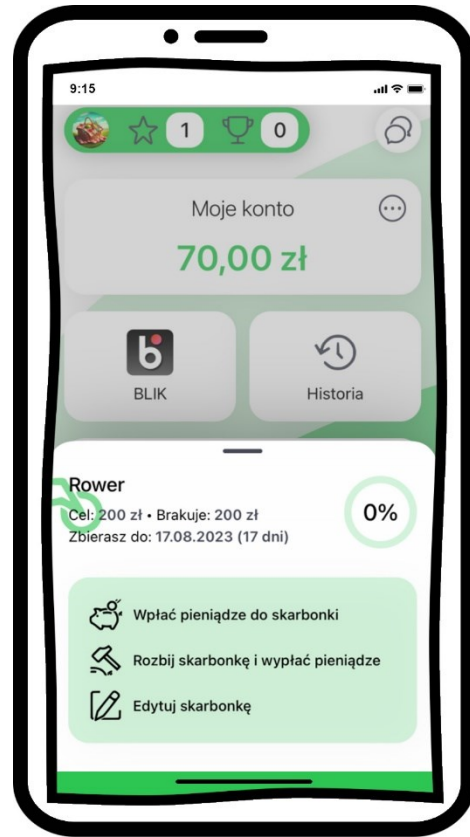 9:15
1 0
Moje konto
70,00 zł
BLIK Historia
Rower
Cel: 200 zł • Brakuje: 200 zł
Zbierasz do: 17.08.2023 (17 dni)
0%
Wpłać pieniądze do skarbonki
Rozbij skarbonkę i wypłać pieniądze
Edytuj skarbonkę